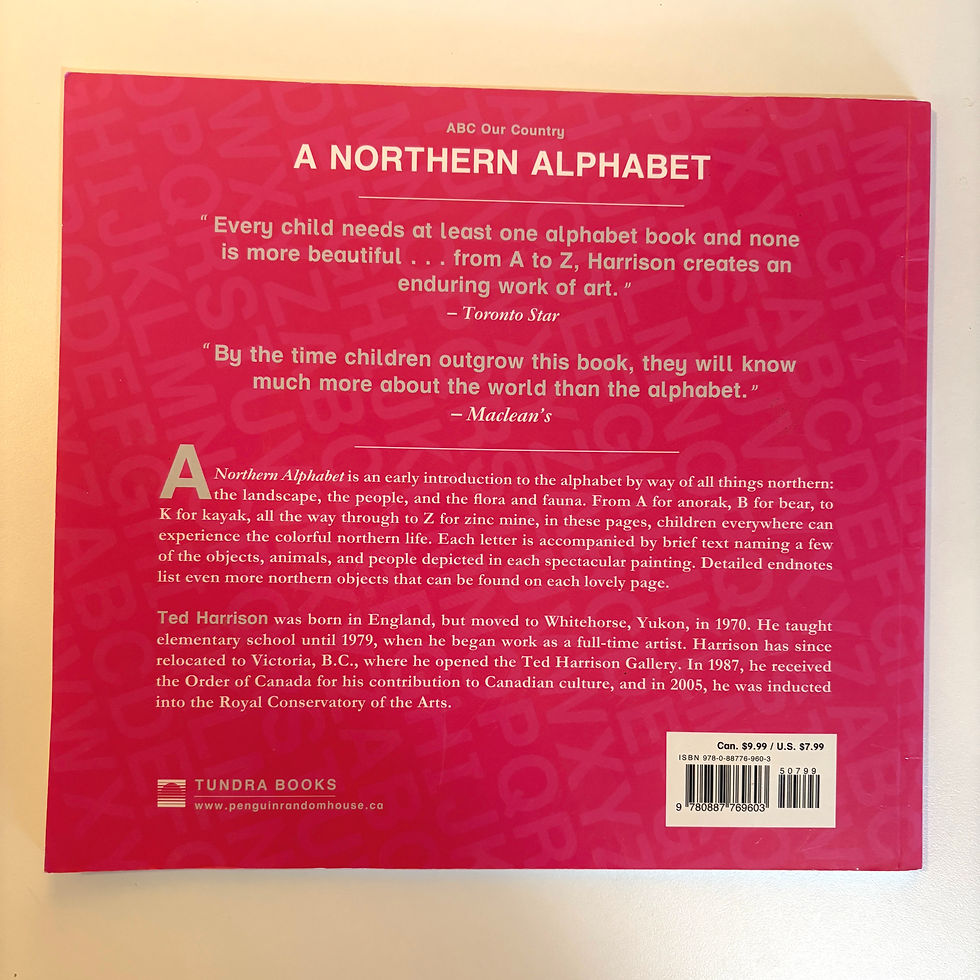 ABC Our Country
A NORTHERN ALPHABET
“ Every child needs at least one alphabet book and none
is more beautiful . . . from A to Z, Harrison creates an
enduring work of art. ”
– Toronto Star
“ By the time children outgrow this book, they will know
much more about the world than the alphabet. ”
– Maclean’s
A Northern Alphabet is an early introduction to the alphabet by way of all things northern:
the landscape, the people, and the flora and fauna. From A for anorak, B for bear, to
K for kayak, all the way through to Z for zinc mine, in these pages, children everywhere can
experience the colorful northern life. Each letter is accompanied by brief text naming a few
of the objects, animals, and people depicted in each spectacular painting. Detailed endnotes
list even more northern objects that can be found on each lovely page.
Ted Harrison was born in England, but moved to Whitehorse, Yukon, in 1970. He taught
elementary school until 1979, when he began work as a full-time artist. Harrison has since
relocated to Victoria, B.C., where he opened the Ted Harrison Gallery. In 1987, he received
the Order of Canada for his contribution to Canadian culture, and in 2005, he was inducted
into the Royal Conservatory of the Arts.
Can. $9.99 / U.S. $7.99
ISBN 978-0-88776-960-3
50799
9 780887 769603
TUNDRA BOOKS
www.penguinrandomhouse.ca